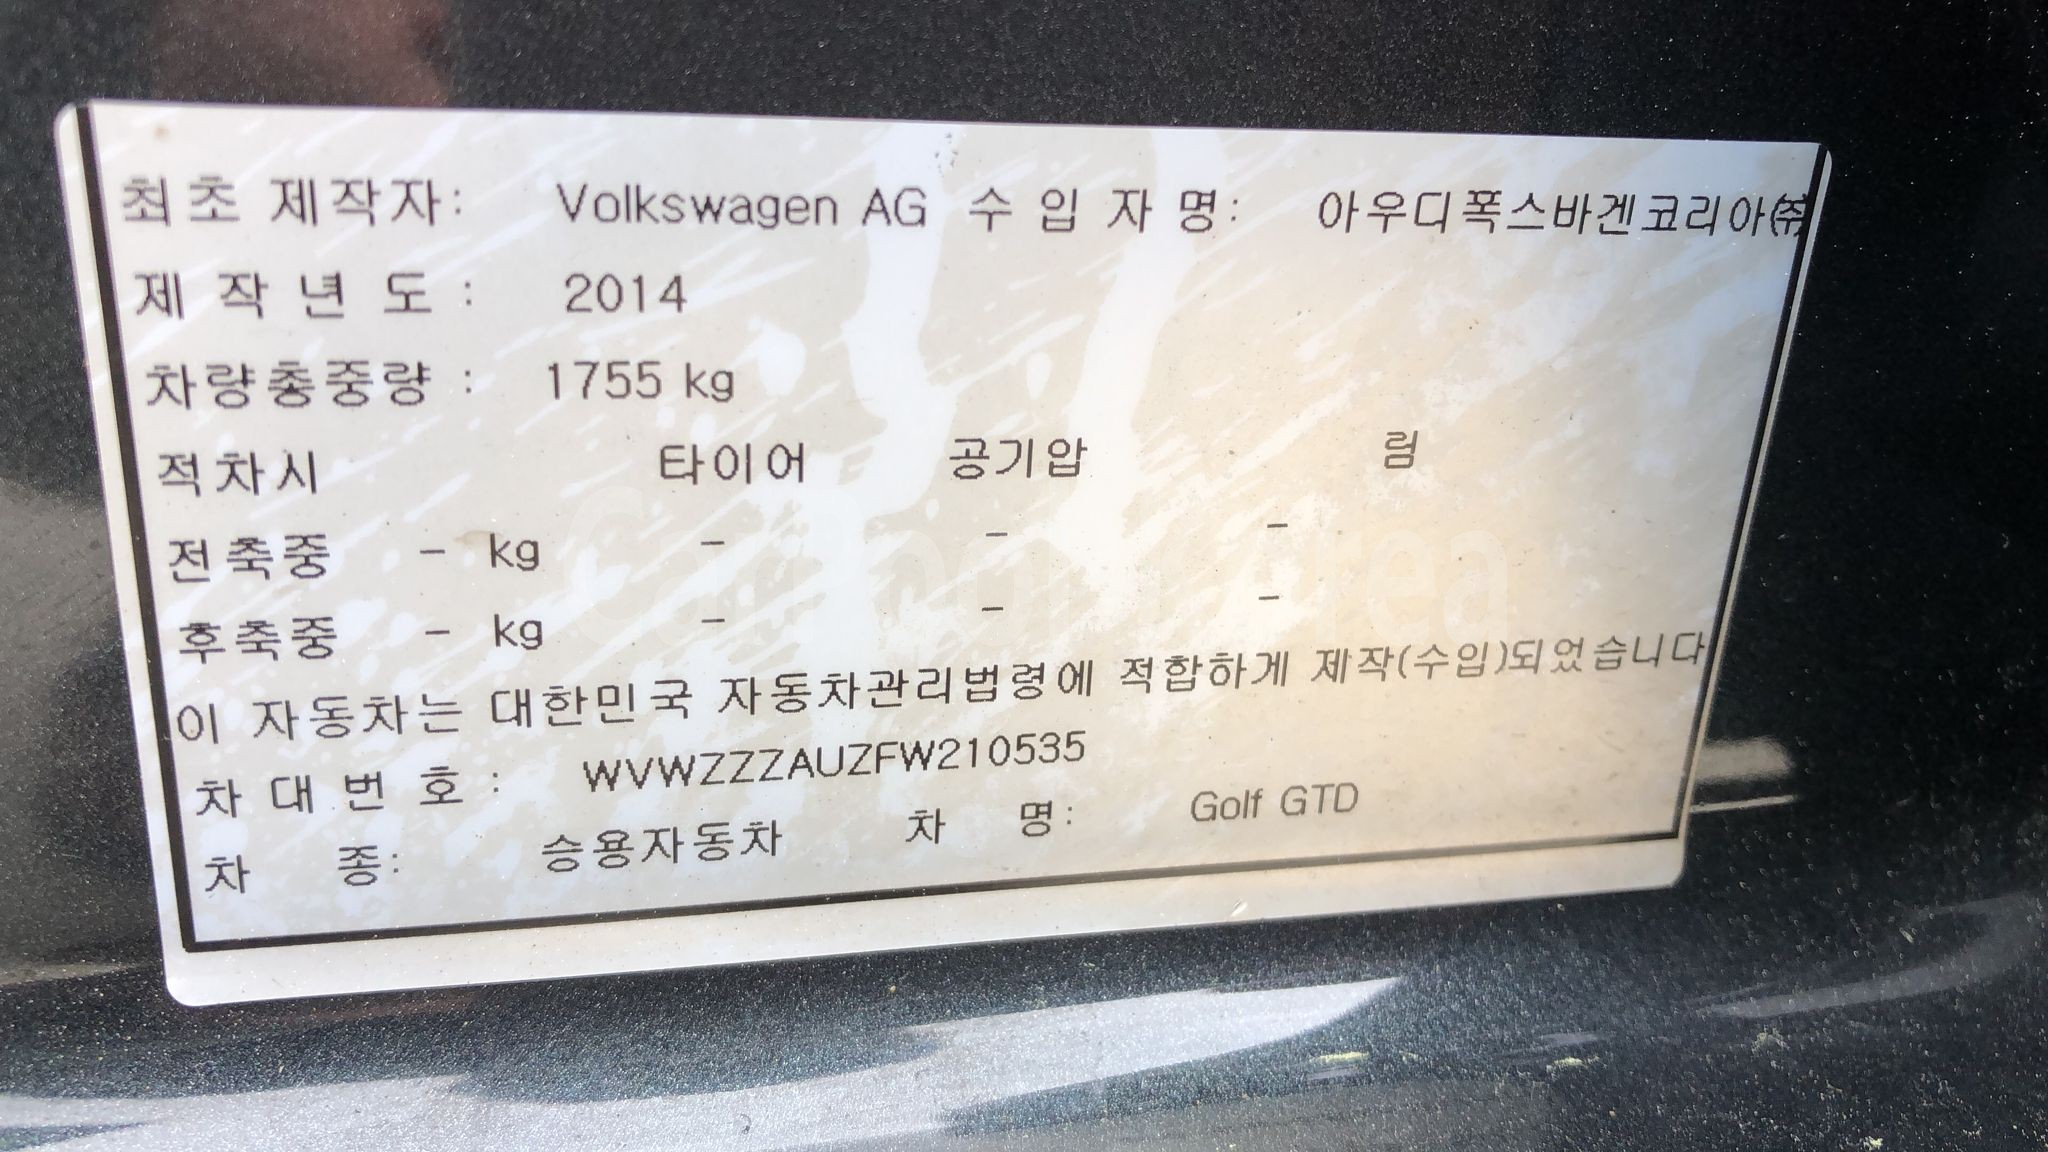 최초 제작자: Volkswagen AG 수 입 자 명: 아우디폭스바겐코리아㈜
제 작 년 도 : 2014
차량총중량 : 1755 kg
적차시 타이어 공기압 림
전축중 - kg - - -
후축중 - kg - - -
이 자동차는 대한민국 자동차관리법령에 적합하게 제작(수입)되었습니다
차 대 번 호 : WVWZZZAUZFW210535
차 종: 승용자동차 차 명: Golf GTD